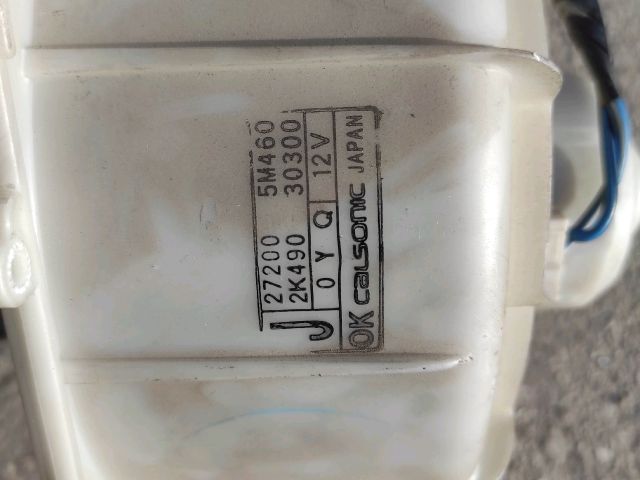 J 27200 5M460
2K490 30300
0 Y Q 12V
OK calsonic JAPAN